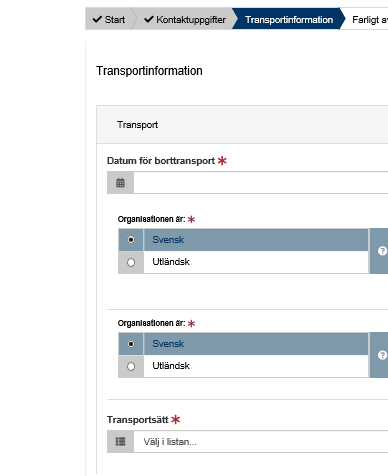 Start Kontaktuppgifter Transportinformation Farligt
Transportinformation
Transport
Datum för borttransport *
Organisationen är: *
Svensk
Utländsk
Organisationen är: *
Svensk
Utländsk
Transportsätt *
Välj i listan...